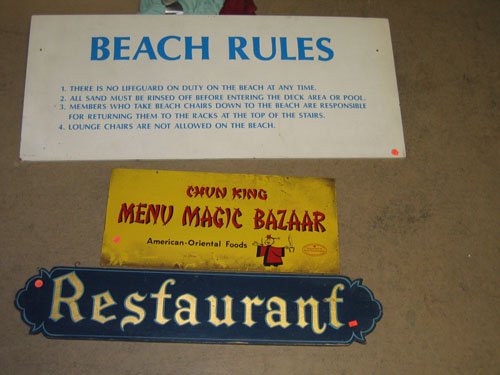 BEACH RULES
1. THERE IS NO LIFEGUARD ON DUTY ON THE BEACH AT ANY TIME.
2. ALL SAND MUST BE RINSED OFF BEFORE ENTERING THE DECK AREA OR POOL.
3. MEMBERS WHO TAKE BEACH CHAIRS DOWN TO THE BEACH ARE RESPONSIBLE
FOR RETURNING THEM TO THE RACKS AT THE TOP OF THE STAIRS.
4. LOUNGE CHAIRS ARE NOT ALLOWED ON THE BEACH.
CHUN KING
MENU MAGIC BAZAAR
American-Oriental Foods
Restaurant